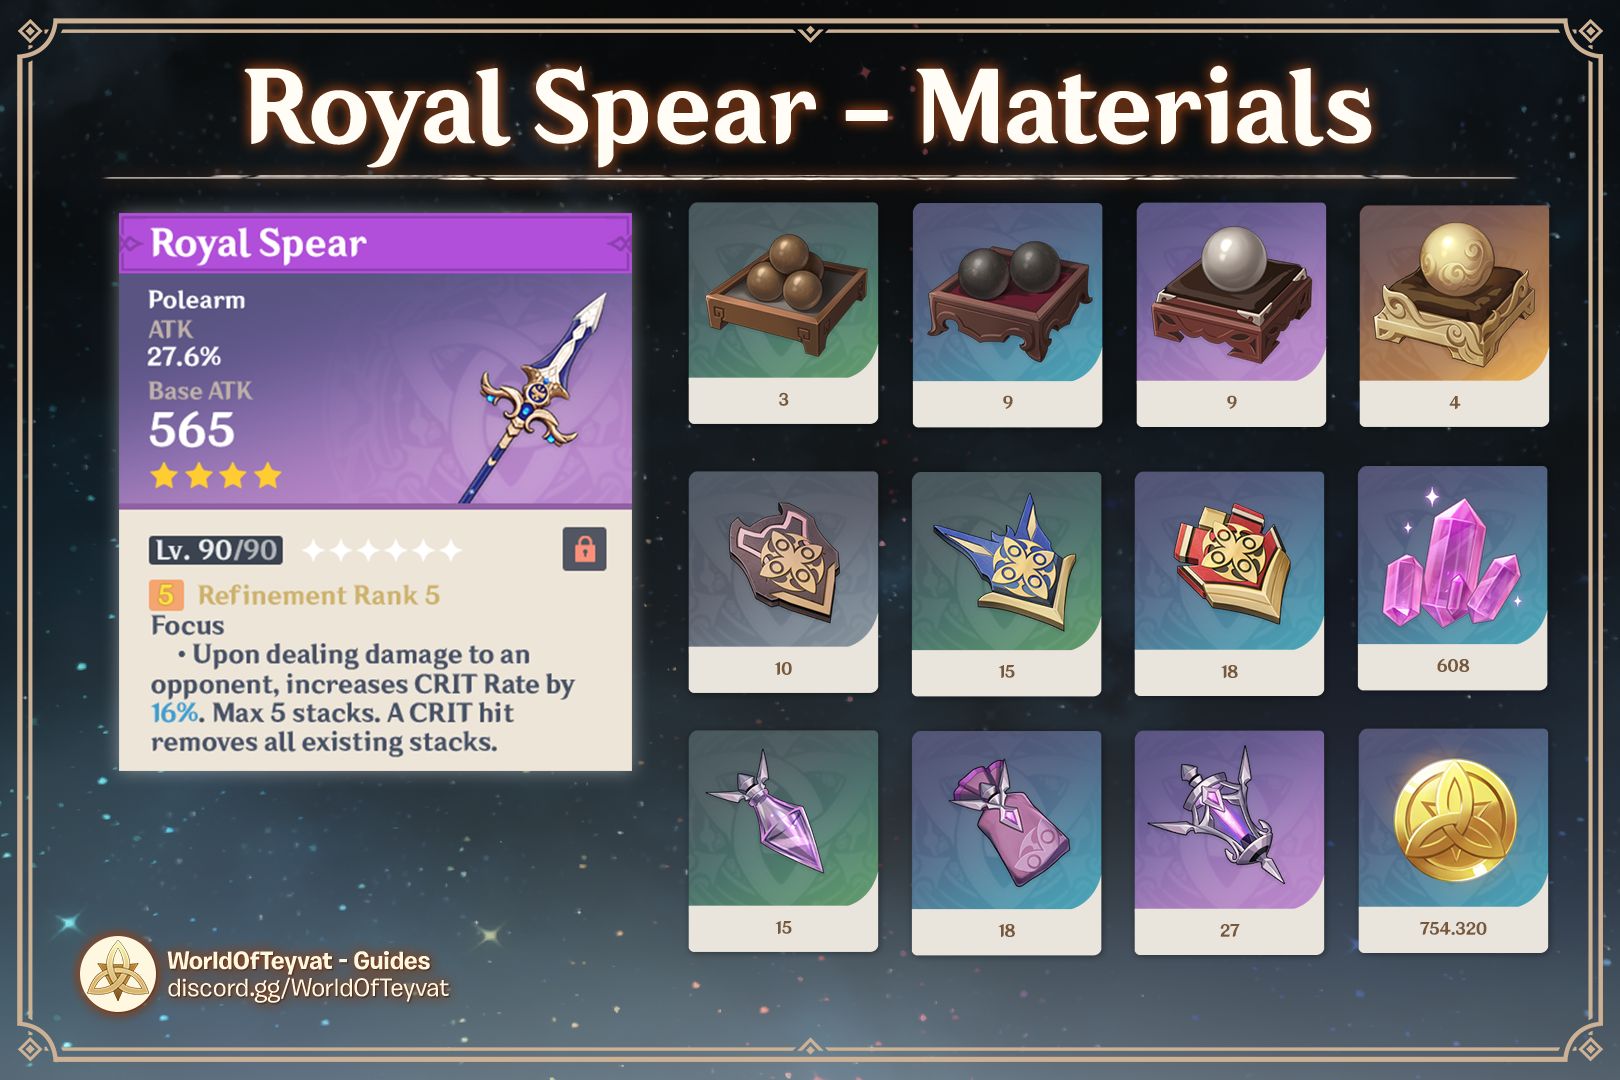 Royal Spear - Materials
Royal Spear
Polearm
ATK
27.6%
Base ATK
565
Lv. 90/90
5 Refinement Rank 5
Focus
• Upon dealing damage to an
opponent, increases CRIT Rate by
16%. Max 5 stacks. A CRIT hit
removes all existing stacks.
3
9
9
4
10
15
18
608
15
18
27
754.320
WorldOfTeyvat - Guides
discord.gg/WorldOfTeyvat